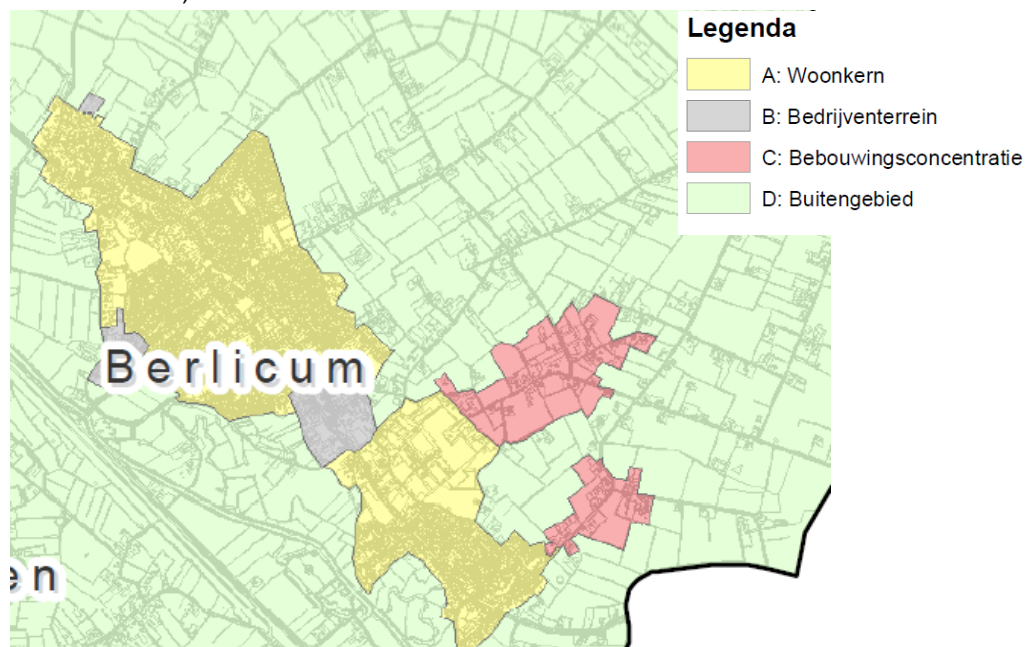 Legenda
A: Woonkern
B: Bedrijventerrein
C: Bebouwingsconcentratie
D: Buitengebied
Berlicum
en